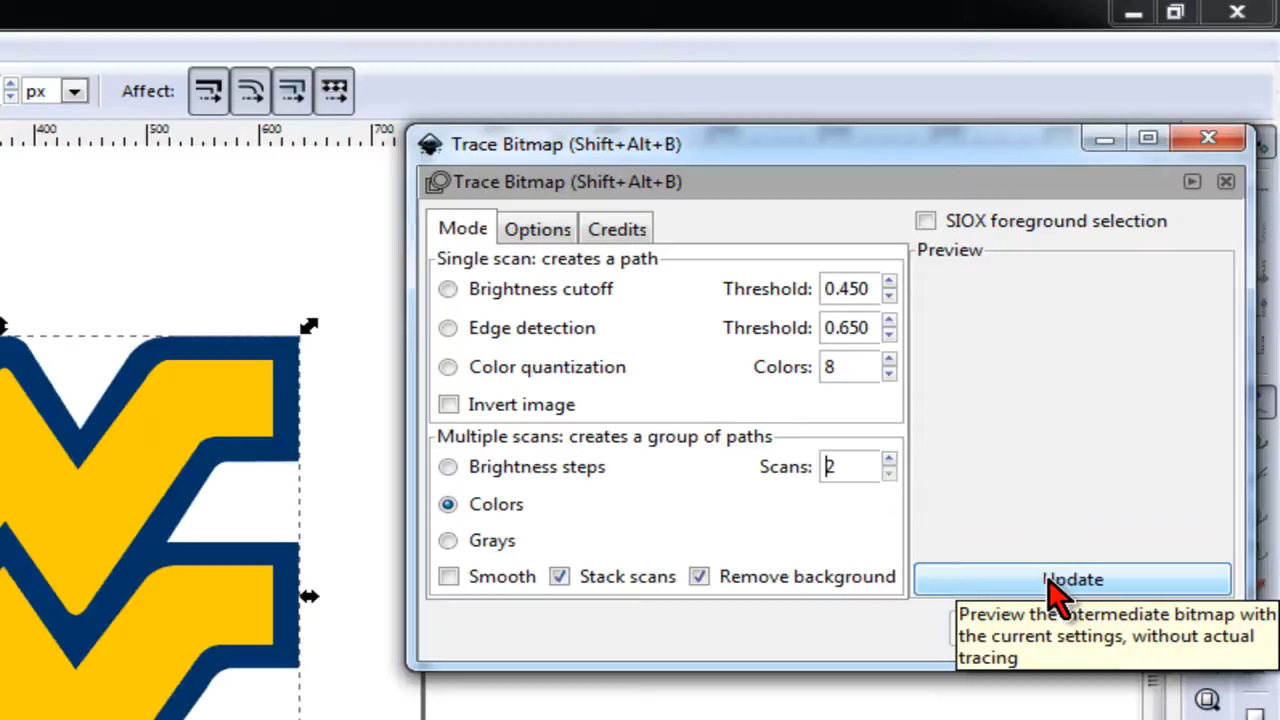 px Affect:
400 500 600 700
Trace Bitmap (Shift+Alt+B)
Trace Bitmap (Shift+Alt+B)
Mode Options Credits
SIOX foreground selection
Preview
Single scan: creates a path
Brightness cutoff Threshold: 0.450
Edge detection Threshold: 0.650
Color quantization Colors: 8
Invert image
Multiple scans: creates a group of paths
Brightness steps Scans: 2
Colors
Grays
Smooth Stack scans Remove background
Update
Preview the intermediate bitmap with
the current settings, without actual
tracing